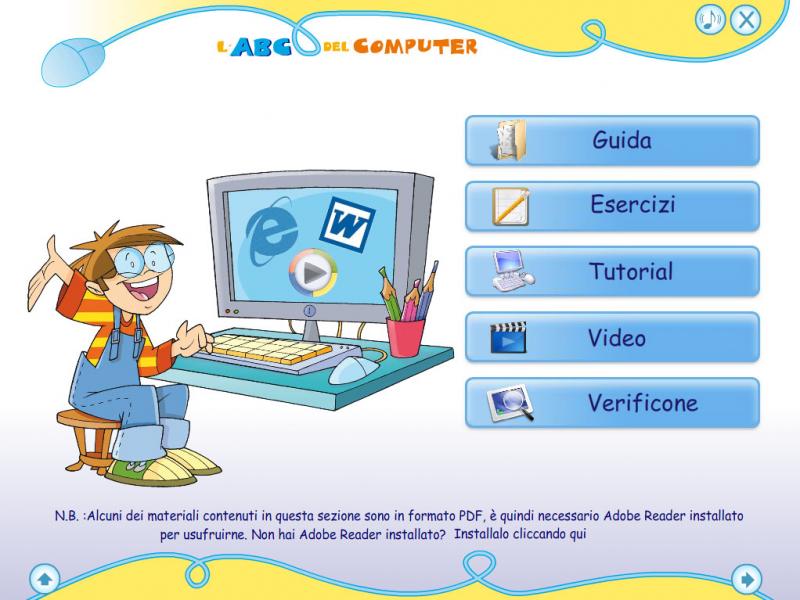 L'ABC DEL COMPUTER
Guida
Esercizi
W
Tutorial
Video
Verificone
N.B. :Alcuni dei materiali contenuti in questa sezione sono in formato PDF, è quindi necessario Adobe Reader installato
per usufruirne. Non hai Adobe Reader installato? Installalo cliccando qui